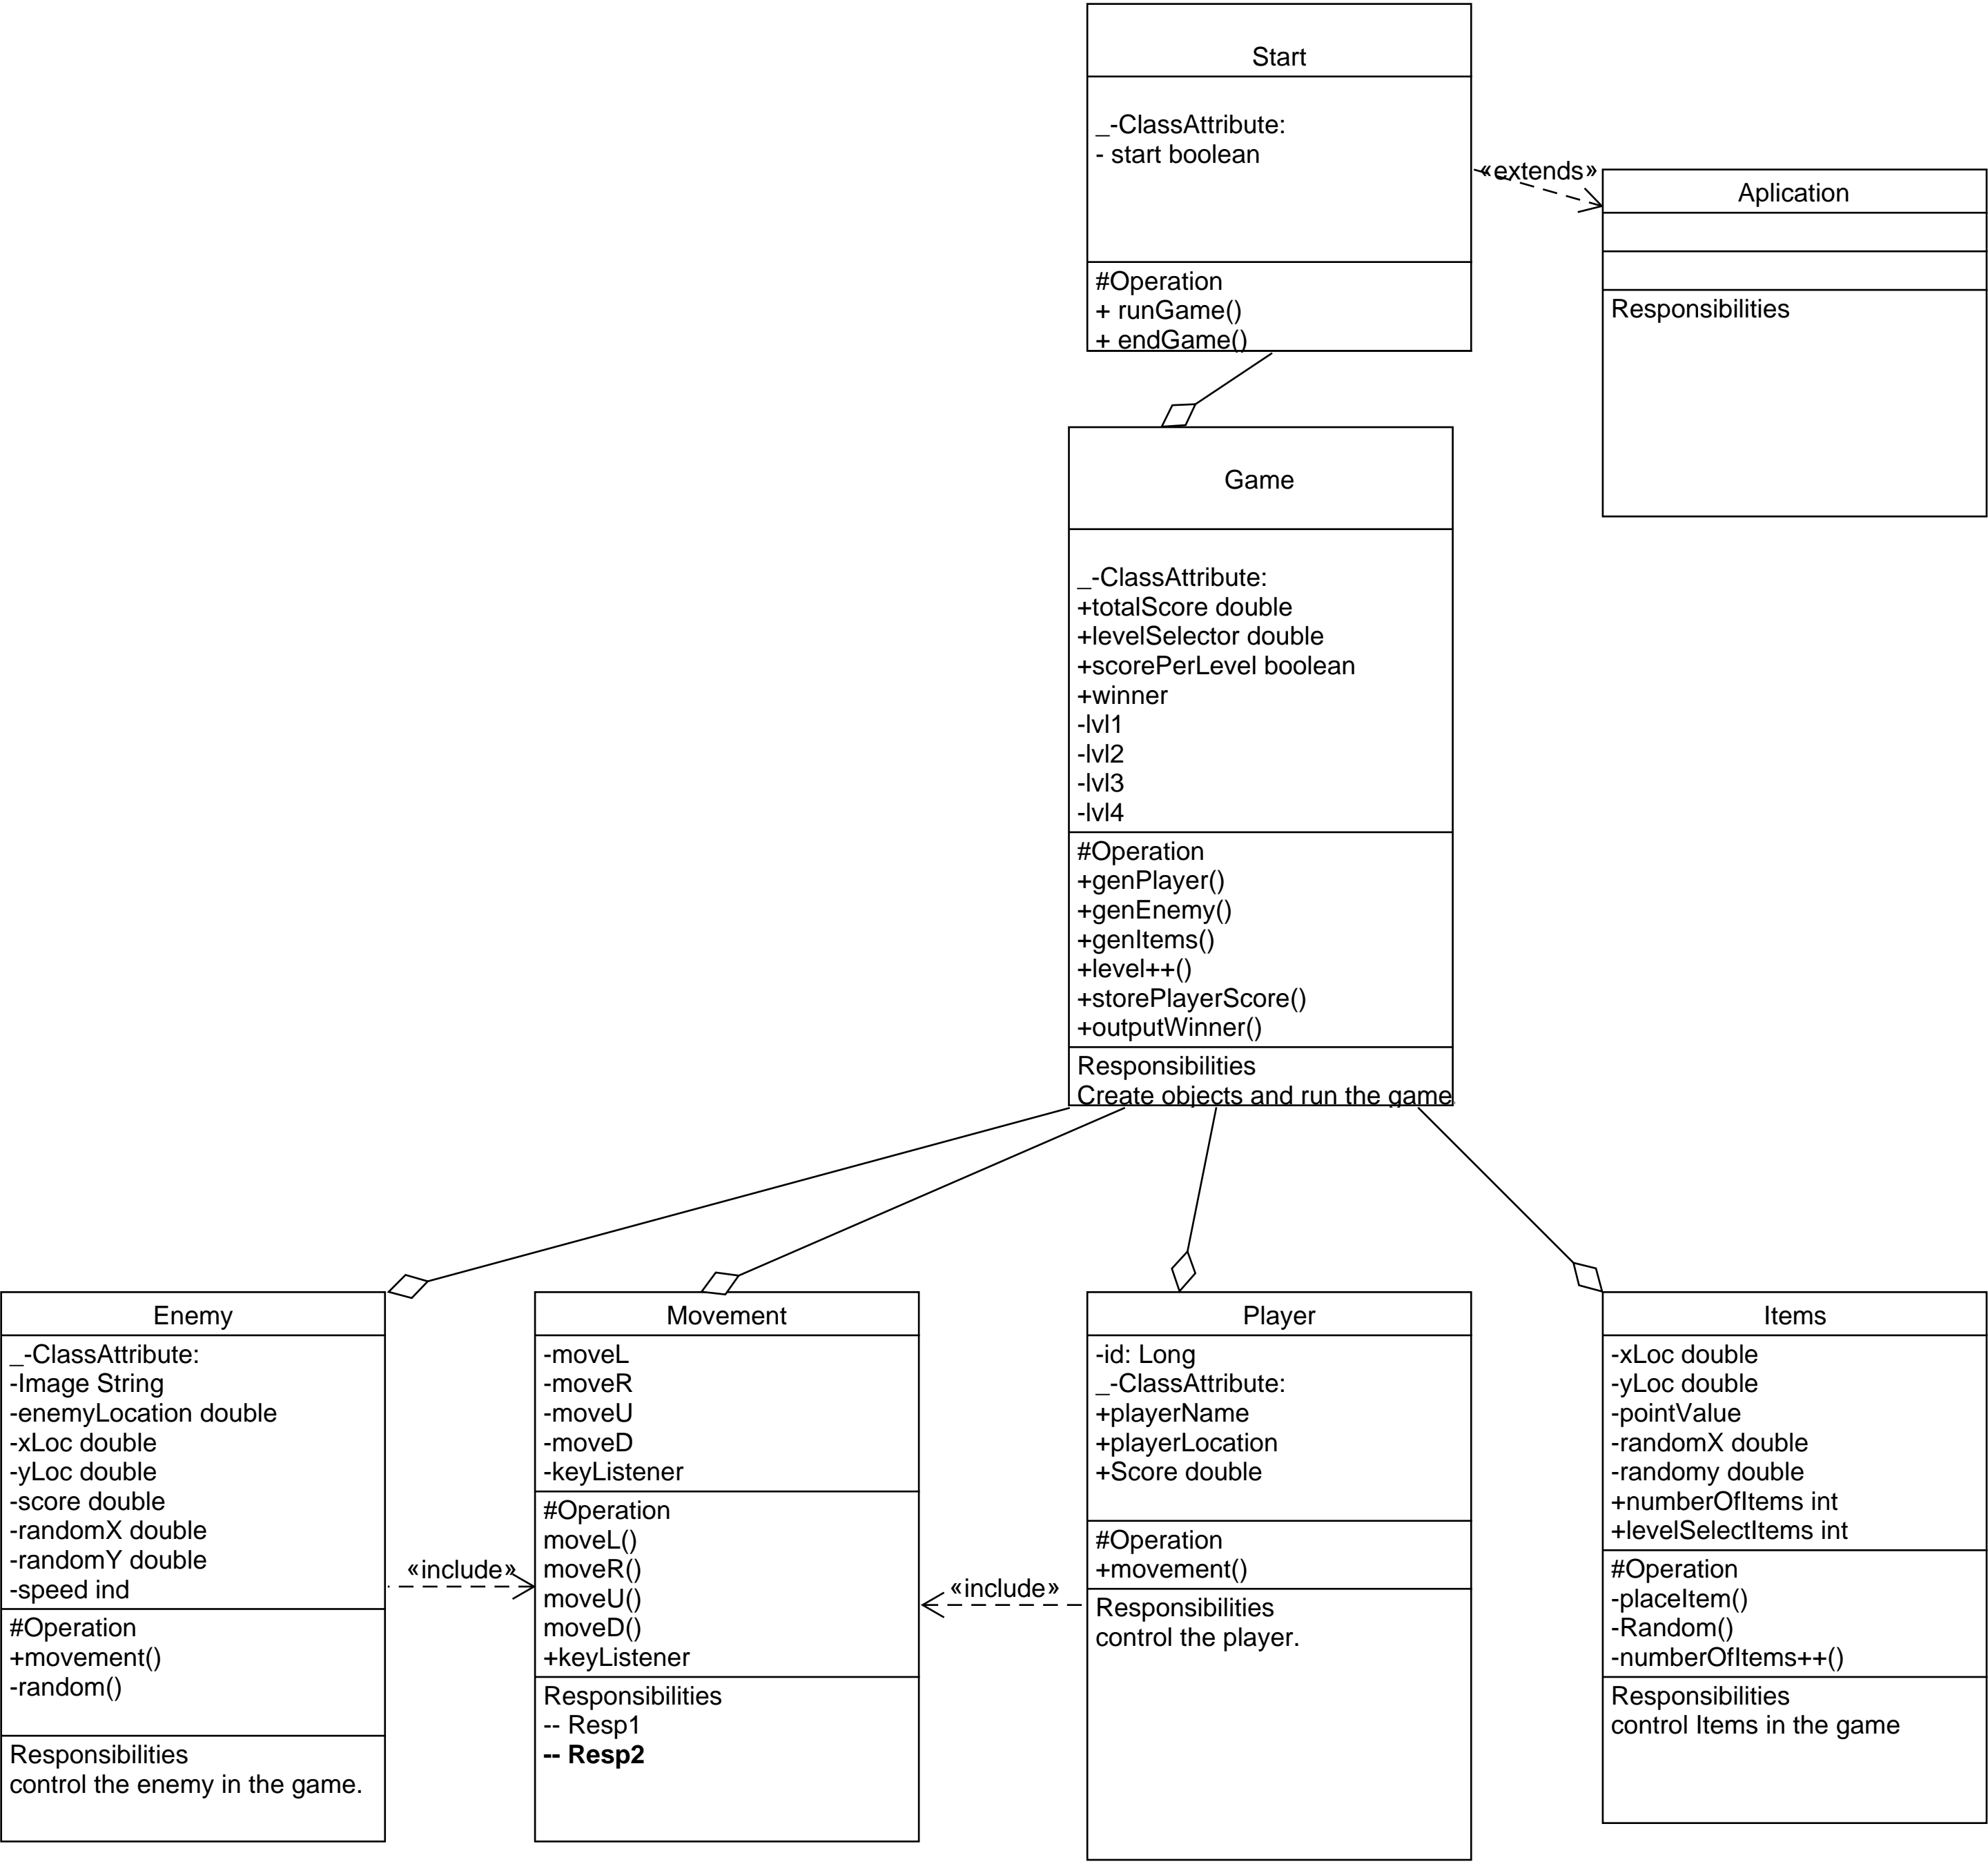 Start
_-ClassAttribute:
- start boolean
#Operation
+ runGame()
+ endGame()
«extends»
Aplication
Responsibilities
Game
_-ClassAttribute:
+totalScore double
+levelSelector double
+scorePerLevel boolean
+winner
-lvl1
-lvl2
-lvl3
-lvl4
#Operation
+genPlayer()
+genEnemy()
+genItems()
+level++()
+storePlayerScore()
+outputWinner()
Responsibilities
Create objects and run the game
Enemy
_-ClassAttribute:
-Image String
-enemyLocation double
-xLoc double
-yLoc double
-score double
-randomX double
-randomY double
-speed ind
#Operation
+movement()
-random()
Responsibilities
control the enemy in the game.
«include»
Movement
-moveL
-moveR
-moveU
-moveD
-keyListener
#Operation
moveL()
moveR()
moveU()
moveD()
+keyListener
Responsibilities
-- Resp1
-- Resp2
«include»
Player
-id: Long
_-ClassAttribute:
+playerName
+playerLocation
+Score double
#Operation
+movement()
Responsibilities
control the player.
Items
-xLoc double
-yLoc double
-pointValue
-randomX double
-randomy double
+numberOfItems int
+levelSelectItems int
#Operation
-placeItem()
-Random()
-numberOfItems++()
Responsibilities
control Items in the game